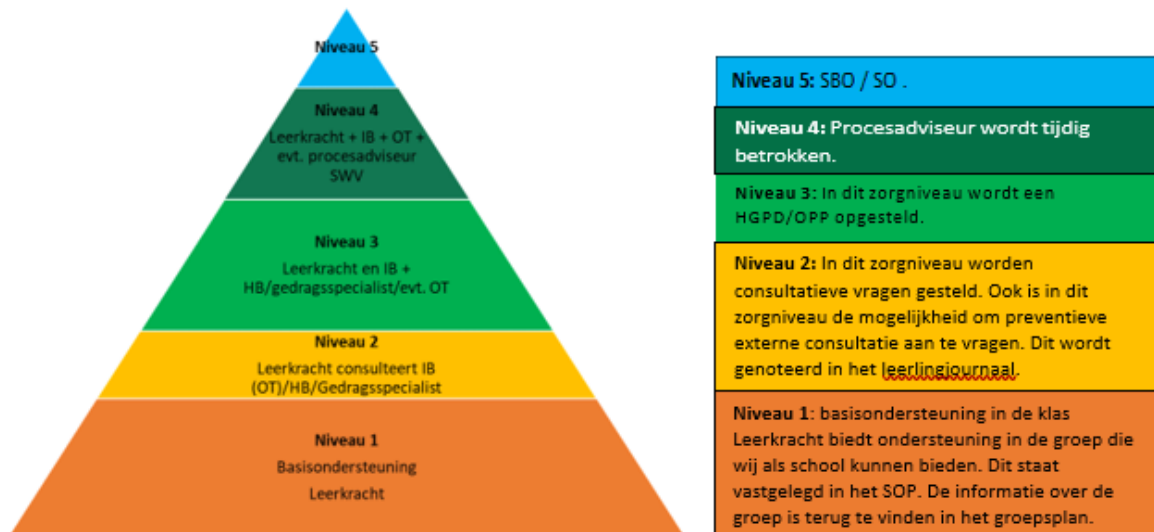 Niveau 5
Niveau 4
Leerkracht + IB + OT +
evt. procesadviseur
SWV
Niveau 3
Leerkracht en IB +
HB/gedragsspecialist/evt. OT
Niveau 2
Leerkracht consulteert IB
(OT)/HB/Gedragsspecialist
Niveau 1
Basisondersteuning
Leerkracht
Niveau 5: SBO / SO .
Niveau 4: Procesadviseur wordt tijdig
betrokken.
Niveau 3: In dit zorgniveau wordt een
HGPD/OPP opgesteld.
Niveau 2: In dit zorgniveau worden
consultatieve vragen gesteld. Ook is in dit
zorgniveau de mogelijkheid om preventieve
externe consultatie aan te vragen. Dit wordt
genoteerd in het leerlingjournaal.
Niveau 1: basisondersteuning in de klas
Leerkracht biedt ondersteuning in de groep die
wij als school kunnen bieden. Dit staat
vastgelegd in het SOP. De informatie over de
groep is terug te vinden in het groepsplan.